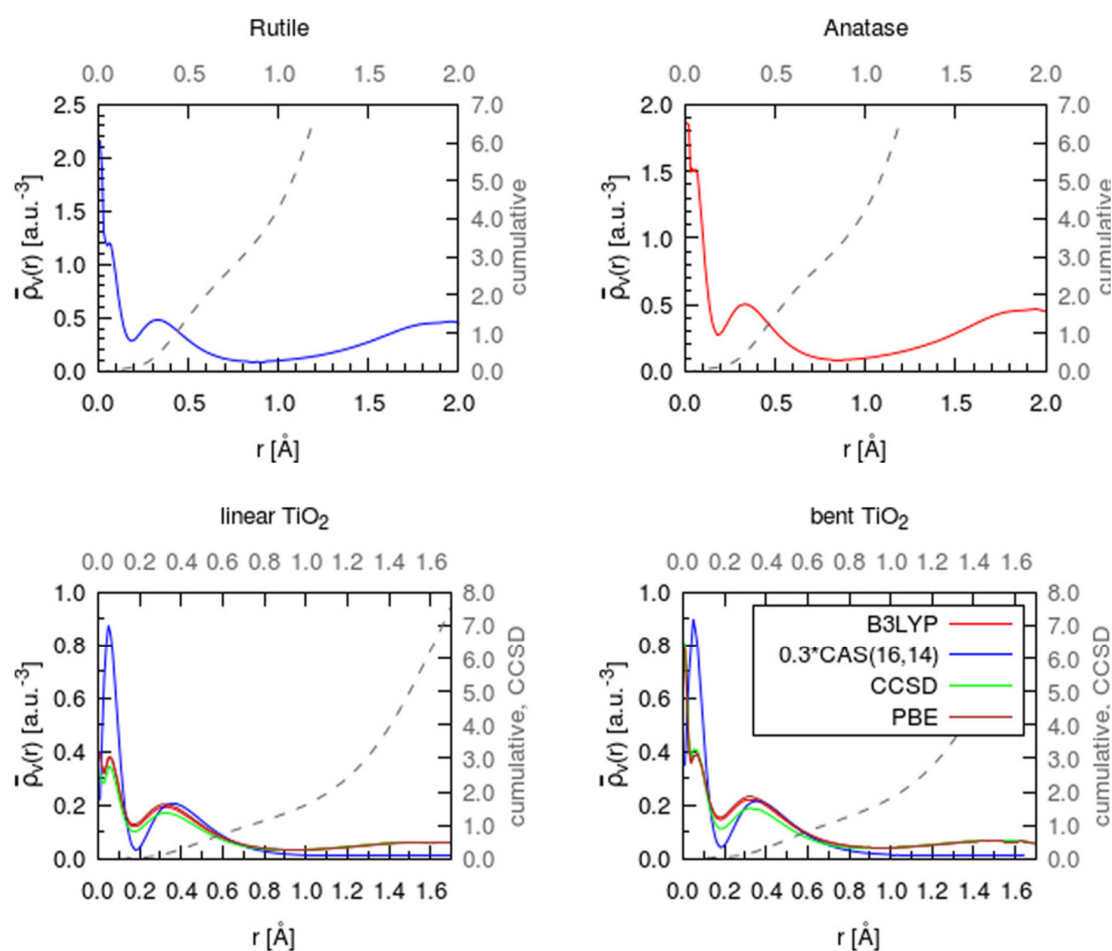 Rutile
0.0 0.5 1.0 1.5 2.0
2.5 7.0
2.0 6.0
1.5 5.0
1.0 4.0
0.5 3.0
0.0 2.0
1.0
0.0
ρ̅ᵥ(r) [a.u.⁻³]
cumulative
0.0 0.5 1.0 1.5 2.0
r [Å]
Anatase
0.0 0.5 1.0 1.5 2.0
2.0 7.0
1.5 6.0
1.0 5.0
0.5 4.0
0.0 3.0
2.0
1.0
0.0
ρ̅ᵥ(r) [a.u.⁻³]
cumulative
0.0 0.5 1.0 1.5 2.0
r [Å]
linear TiO₂
0.0 0.2 0.4 0.6 0.8 1.0 1.2 1.4 1.6
1.0 8.0
0.8 7.0
0.6 6.0
0.4 5.0
0.2 4.0
0.0 3.0
2.0
1.0
0.0
ρ̅ᵥ(r) [a.u.⁻³]
cumulative, CCSD
0.0 0.2 0.4 0.6 0.8 1.0 1.2 1.4 1.6
r [Å]
bent TiO₂
0.0 0.2 0.4 0.6 0.8 1.0 1.2 1.4 1.6
1.0 8.0
0.8 7.0
0.6 6.0
0.4 5.0
0.2 4.0
0.0 3.0
2.0
1.0
0.0
ρ̅ᵥ(r) [a.u.⁻³]
B3LYP
0.3*CAS(16,14)
CCSD
PBE
cumulative, CCSD
0.0 0.2 0.4 0.6 0.8 1.0 1.2 1.4 1.6
r [Å]